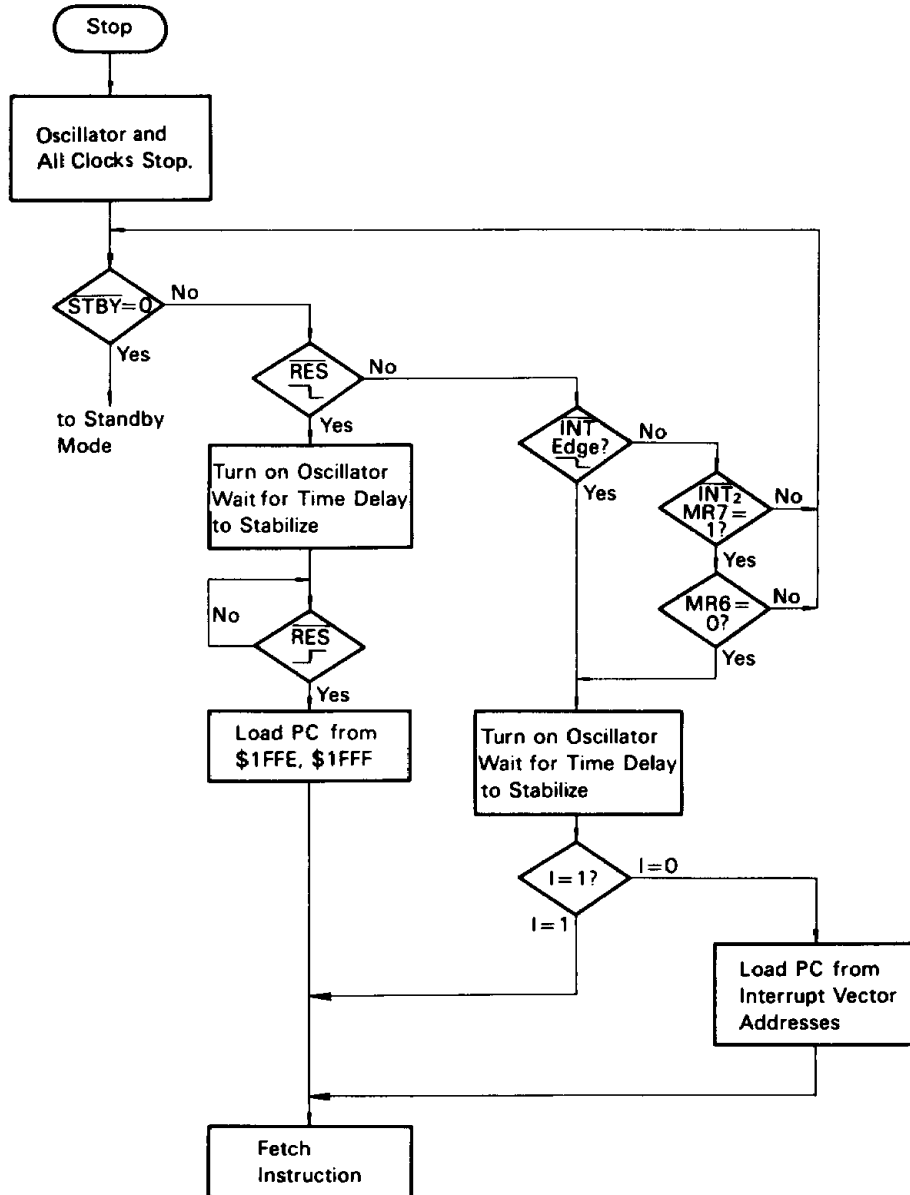 Stop
Oscillator and
All Clocks Stop.
STBY=0
No
Yes
to Standby
Mode
RES
No
Yes
INT
Edge?
No
Yes
Turn on Oscillator
Wait for Time Delay
to Stabilize
INT2
MR7=
1?
No
Yes
MR6=
0?
No
Yes
No
RES
Yes
Load PC from
$1FFE, $1FFF
Turn on Oscillator
Wait for Time Delay
to Stabilize
I=1?
I=0
I=1
Load PC from
Interrupt Vector
Addresses
Fetch
Instruction